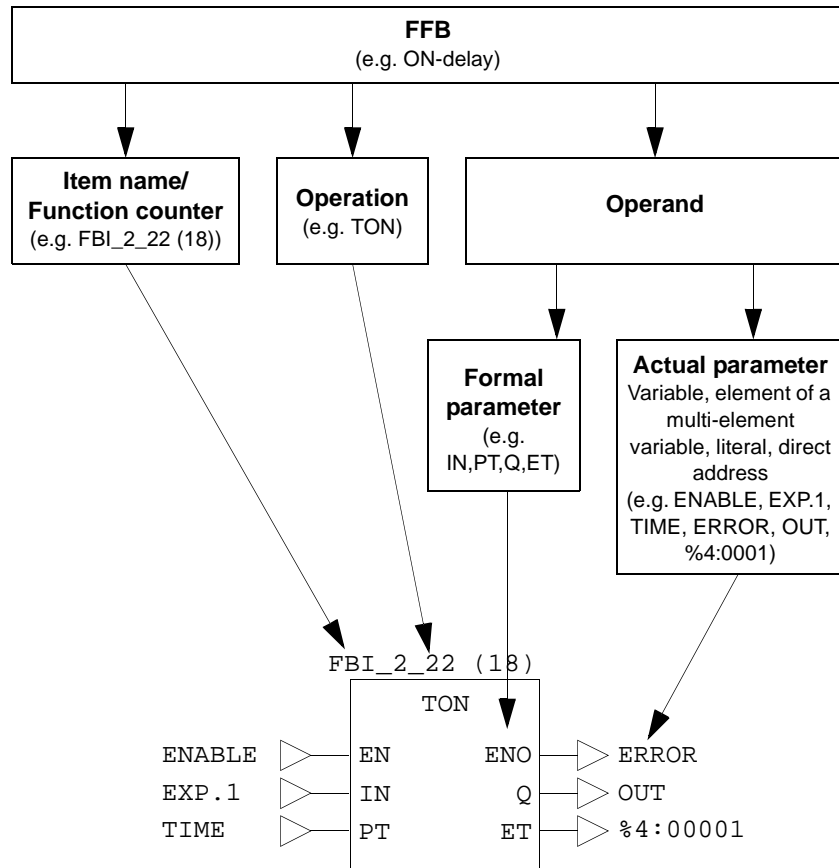 FFB
(e.g. ON-delay)
Item name/
Function counter
(e.g. FBI_2_22 (18))
Operation
(e.g. TON)
Operand
Formal
parameter
(e.g.
IN,PT,Q,ET)
Actual parameter
Variable, element of a
multi-element
variable, literal, direct
address
(e.g. ENABLE, EXP.1,
TIME, ERROR, OUT,
%4:0001)
FBI_2_22 (18)
TON
ENABLE EN ENO ERROR
EXP.1 IN Q OUT
TIME PT ET %4:00001